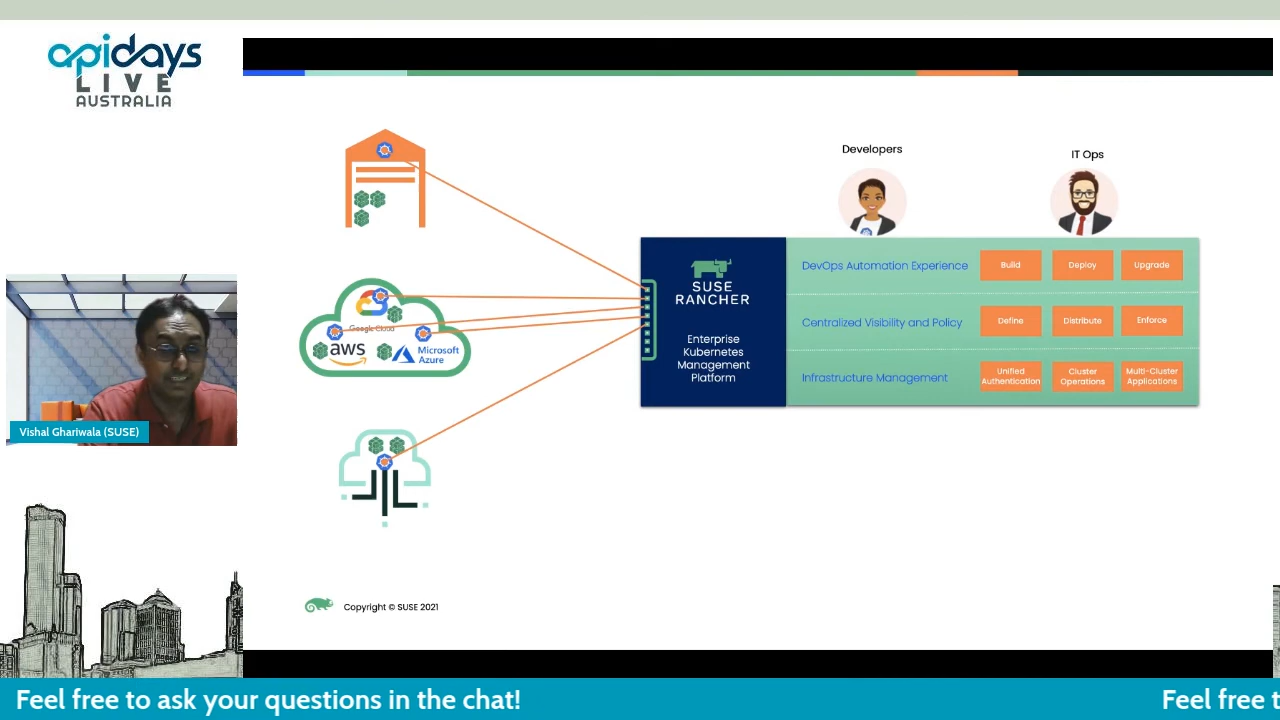 apidays
LIVE
AUSTRALIA
Developers
IT Ops
SUSE
RANCHER
Enterprise
Kubernetes
Management
Platform
DevOps Automation Experience
Build
Deploy
Upgrade
Centralized Visibility and Policy
Define
Distribute
Enforce
Infrastructure Management
Unified
Authentication
Cluster
Operations
Multi-Cluster
Applications
Google Cloud
aws
Microsoft
Azure
Vishal Ghariwala (SUSE)
Copyright © SUSE 2021
Feel free to ask your questions in the chat!
Feel free t